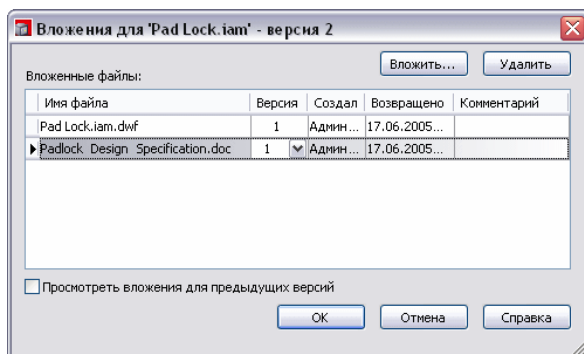 Вложения для 'Pad Lock.iam' - версия 2
Вложить... Удалить
Вложенные файлы:
Имя файла Версия Создал Возвращено Комментарий
Pad Lock.iam.dwf 1 Админ... 17.06.2005...
Padlock Design Specification.doc 1 Админ... 17.06.2005...
Просмотреть вложения для предыдущих версий
OK Отмена Справка